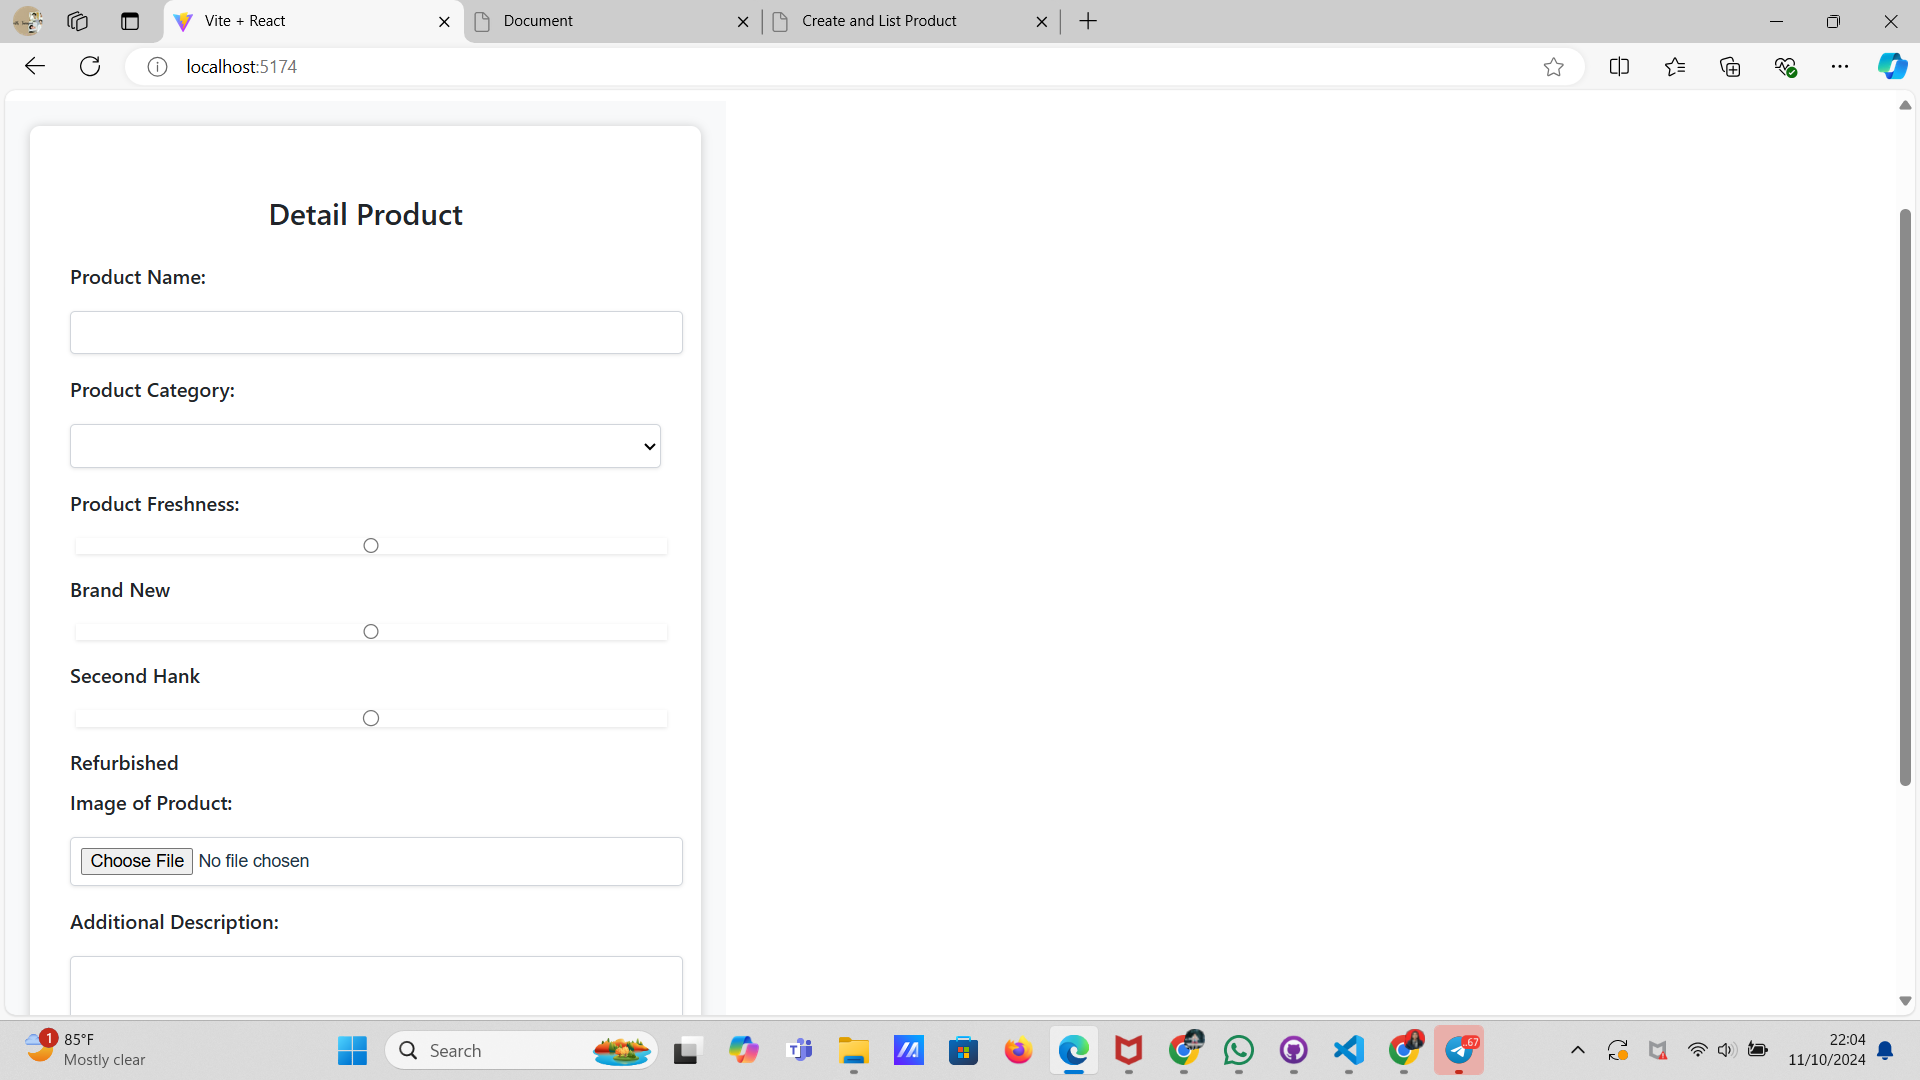 Vite + React
Document
Create and List Product
localhost:5174
Detail Product
Product Name:
Product Category:
Product Freshness:
Brand New
Seceond Hank
Refurbished
Image of Product:
Choose File No file chosen
Additional Description:
1
85°F
Mostly clear
Search
.67
22:04
11/10/2024